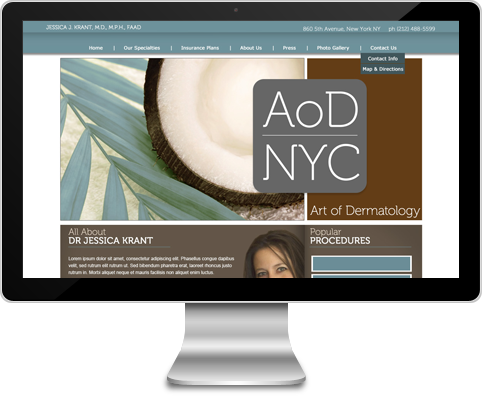 JESSICA J. KRANT, M.D., M.P.H., FAAD
860 5th Avenue, New York NY ph (212) 488-5599
Home | Our Specialties | Insurance Plans | About Us | Press | Photo Gallery | Contact Us
Contact Info
Map & Directions
AoD
NYC
Art of Dermatology
All About
DR JESSICA KRANT
Lorem ipsum dolor sit amet, consectetur adipiscing elit. Phasellus congue dapibus
velit, sed rutrum elit rutrum ut. Sed bibendum pharetra erat, laoreet rhoncus justo
rutrum in. Morbi aliquet neque et mauris facilisis non aliquet enim luctus.
Popular
PROCEDURES